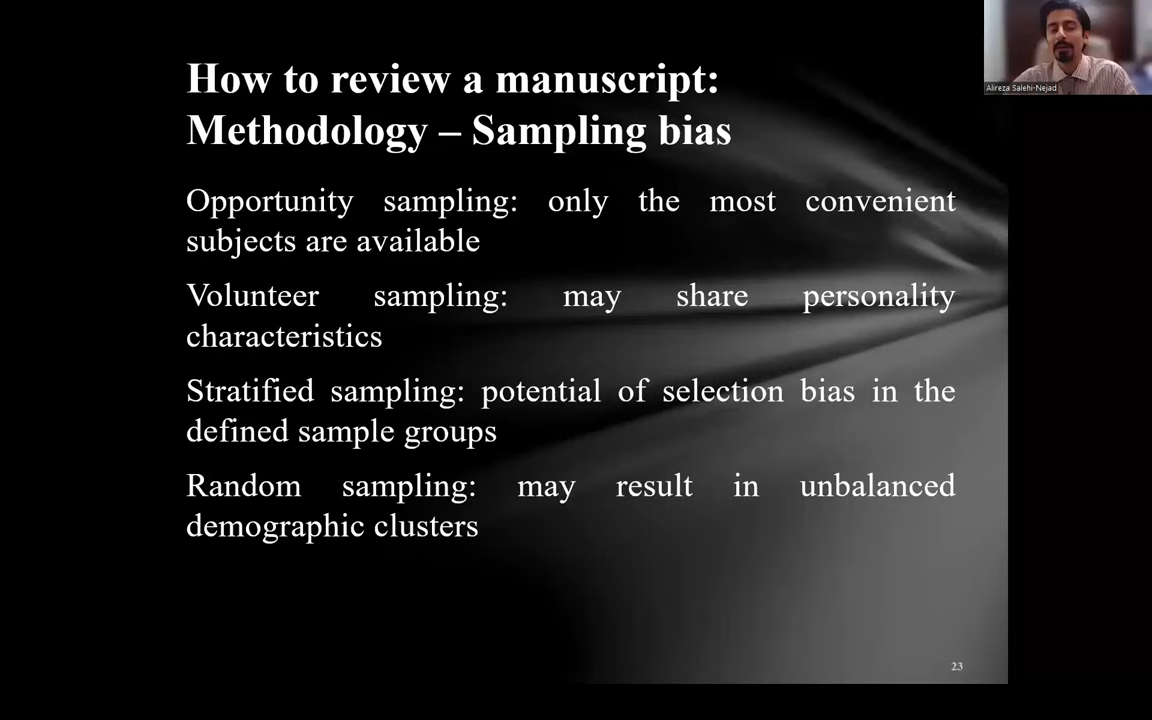 How to review a manuscript:
Methodology – Sampling bias
Alireza Salehi-Nejad
Opportunity sampling: only the most convenient
subjects are available
Volunteer sampling: may share personality
characteristics
Stratified sampling: potential of selection bias in the
defined sample groups
Random sampling: may result in unbalanced
demographic clusters
23